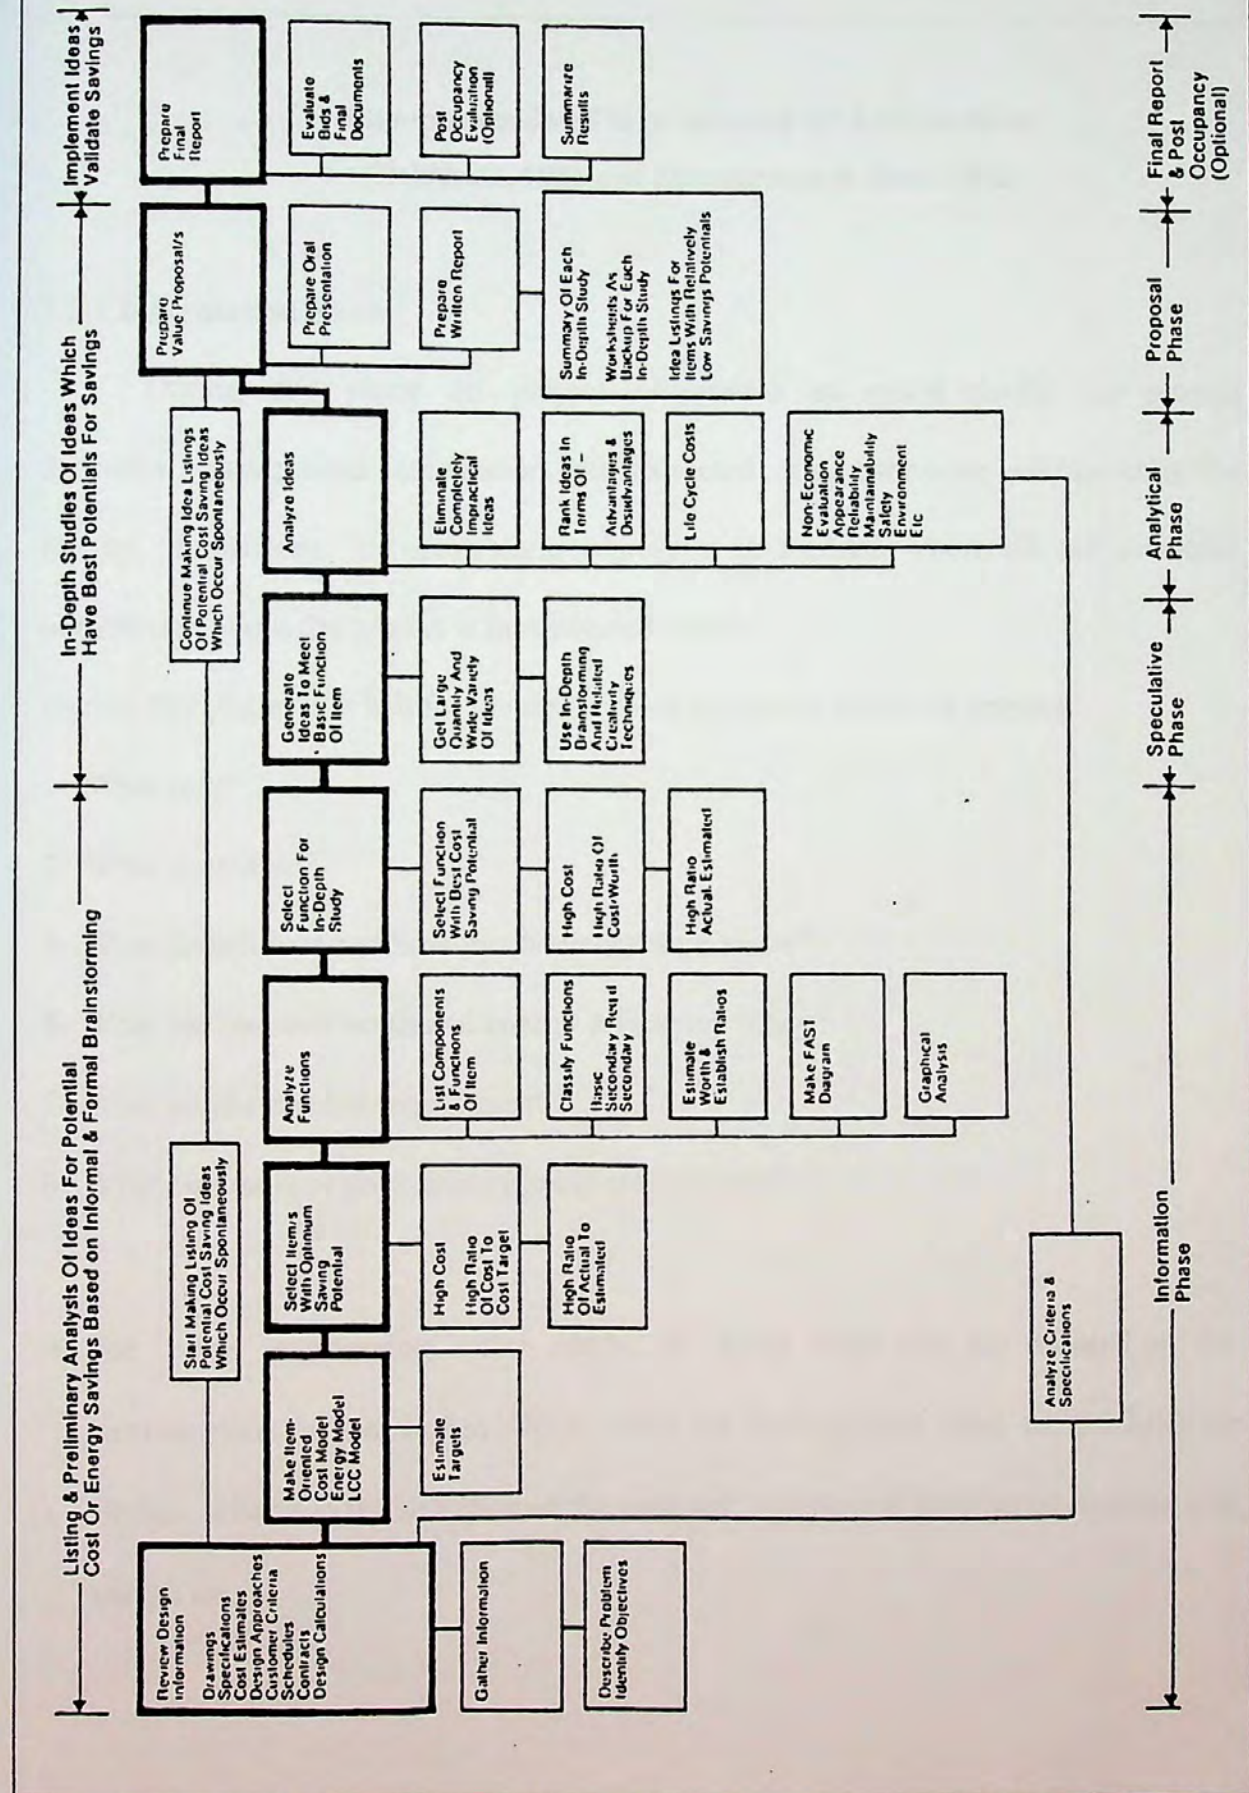 Listing & Preliminary Analysis Of Ideas For Potential
Cost Or Energy Savings Based on Informal & Formal Brainstorming
In-Depth Studies Of Ideas Which
Have Best Potentials For Savings
Implement Ideas
Validate Savings
Review Design
Information
Drawings
Specifications
Cost Estimates
Design Approaches
Customer Criteria
Schedules
Contracts
Design Calculations
Gather Information
Describe Problem
Identify Objectives
Start Making Listing Of
Potential Cost Saving Ideas
Which Occur Spontaneously
Make Item-
Oriented
Cost Model
Energy Model
LCC Model
Estimate
Targets
Select Item/s
With Optimum
Saving
Potential
High Cost
High Ratio
Of Cost To
Cost Target
High Ratio
Of Actual To
Estimated
Analyze
Functions
List Components
& Functions
Of Item
Classify Functions
Basic
Secondary Reqd
Secondary
Estimate
Worth &
Establish Ratios
Make FAST
Diagram
Graphical
Analysis
Select
Function For
In-Depth
Study
Select Function
With Best Cost
Saving Potential
High Cost
High Ratio Of
Cost/Worth
High Ratio
Actual. Estimated
Continue Making Idea Listings
Of Potential Cost Saving Ideas
Which Occur Spontaneously
Generate
Ideas To Meet
Basic Function
Of Item
Get Large
Quantity And
Wide Variety
Of Ideas
Use In-Depth
Brainstorming
And Related
Creativity
Techniques
Analyze Ideas
Eliminate
Completely
Impractical
Ideas
Rank Ideas In
Terms Of –
Advantages &
Disadvantages
Life Cycle Costs
Non-Economic
Evaluation
Appearance
Reliability
Maintainability
Safety
Environment
Etc
Analyze Criteria &
Specifications
Prepare
Value Proposal/s
Prepare Oral
Presentation
Prepare
Written Report
Summary Of Each
In-Depth Study
Worksheets As
Backup For Each
In-Depth Study
Idea Listings For
Items With Relatively
Low Savings Potentials
Prepare
Final
Report
Evaluate
Bids &
Final
Documents
Post
Occupancy
Evaluation
(Optional)
Summarize
Results
Information
Phase
Speculative
Phase
Analytical
Phase
Proposal
Phase
Final Report
& Post
Occupancy
(Optional)